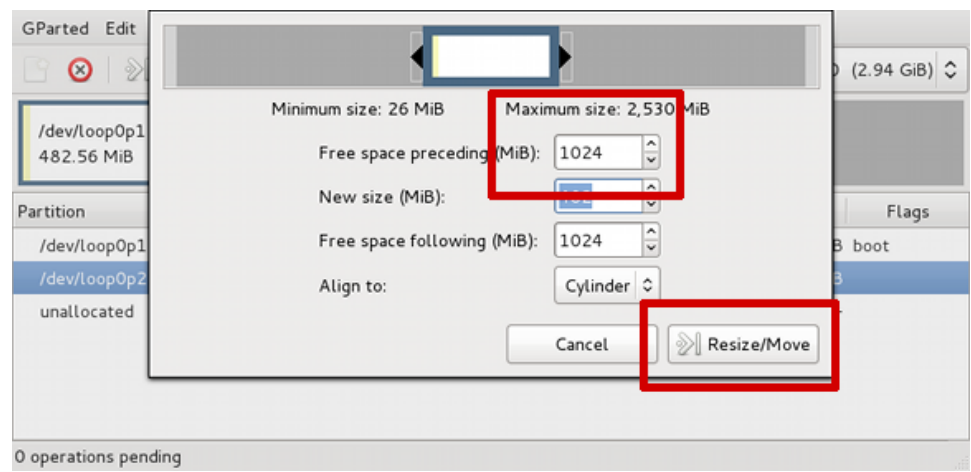 GParted Edit
(2.94 GiB)
Minimum size: 26 MiB Maximum size: 2,530 MiB
/dev/loop0p1
482.56 MiB
Free space preceding (MiB): 1024
New size (MiB): 482
Partition Flags
Free space following (MiB): 1024
/dev/loop0p1 B boot
/dev/loop0p2 B
Align to: Cylinder
unallocated
Cancel Resize/Move
0 operations pending